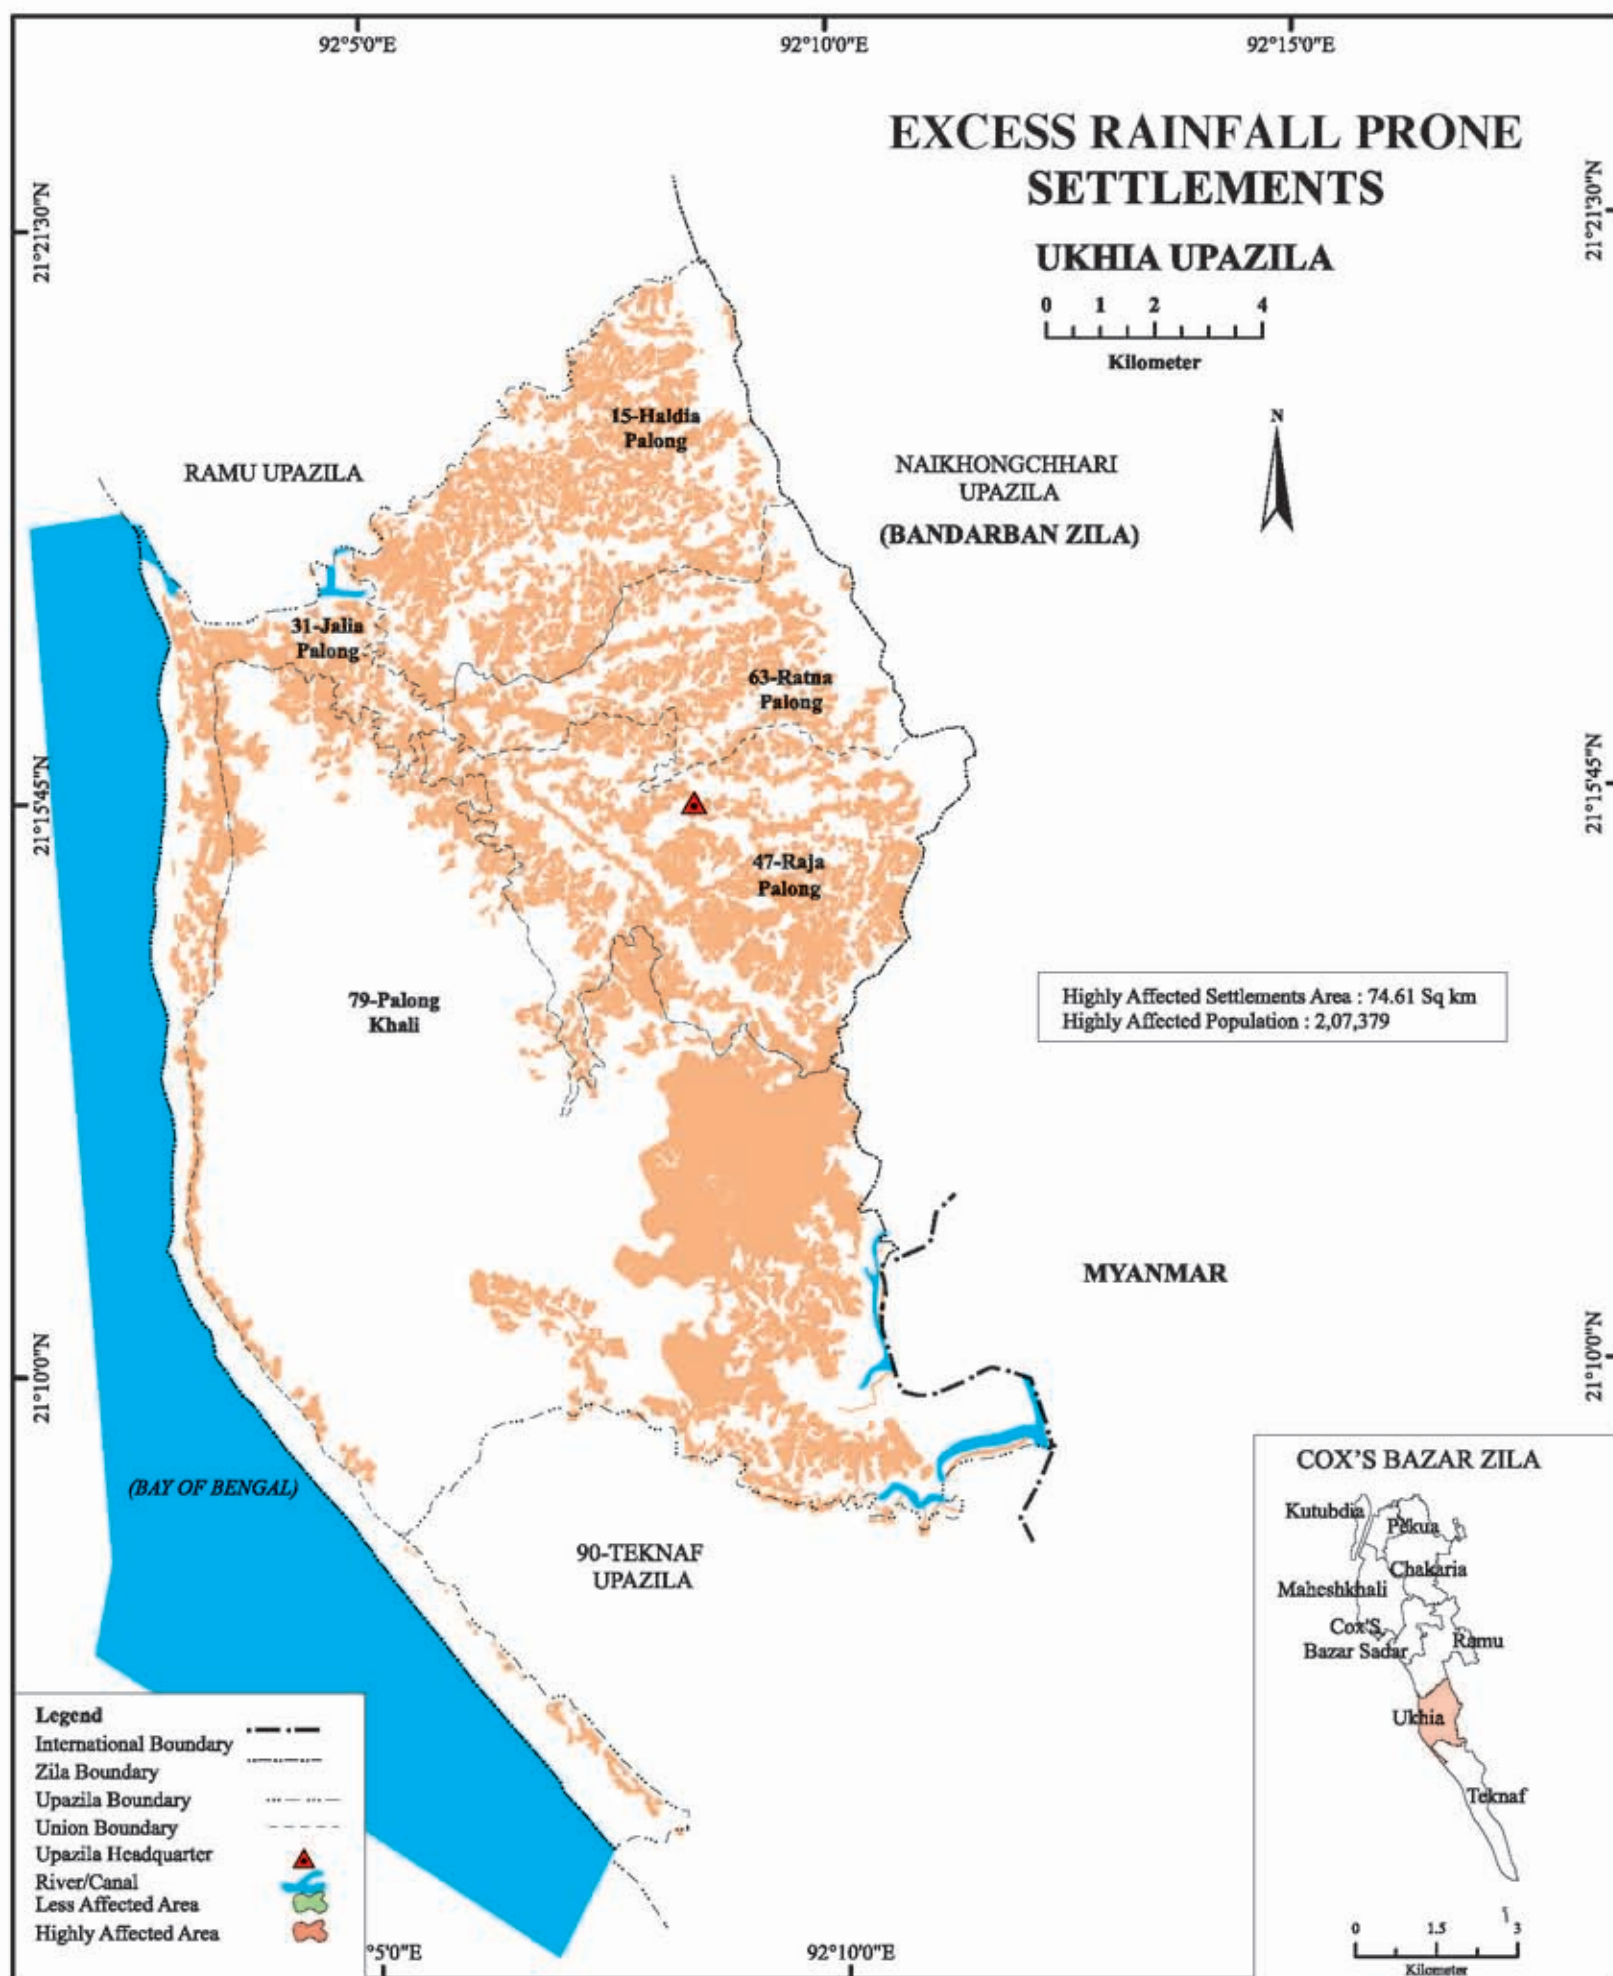 92°5'0"E
92°10'0"E
92°15'0"E
EXCESS RAINFALL PRONE
SETTLEMENTS
UKHIA UPAZILA
0 1 2 4
Kilometer
N
21°21'30"N
21°21'30"N
15-Haldia
Palong
RAMU UPAZILA
NAIKHONGCHHARI
UPAZILA
(BANDARBAN ZILA)
31-Jalia
Palong
63-Ratna
Palong
21°15'45"N
21°15'45"N
47-Raja
Palong
79-Palong
Khali
Highly Affected Settlements Area : 74.61 Sq km
Highly Affected Population : 2,07,379
MYANMAR
21°10'0"N
21°10'0"N
(BAY OF BENGAL)
90-TEKNAF
UPAZILA
COX'S BAZAR ZILA
Kutubdia
Pekua
Chakaria
Maheshkhali
Cox'S
Bazar Sadar
Ramu
Ukhia
Teknaf
0 1.5 3
Kilometer
Legend
International Boundary
Zila Boundary
Upazila Boundary
Union Boundary
Upazila Headquarter
River/Canal
Less Affected Area
Highly Affected Area
°5'0"E
92°10'0"E